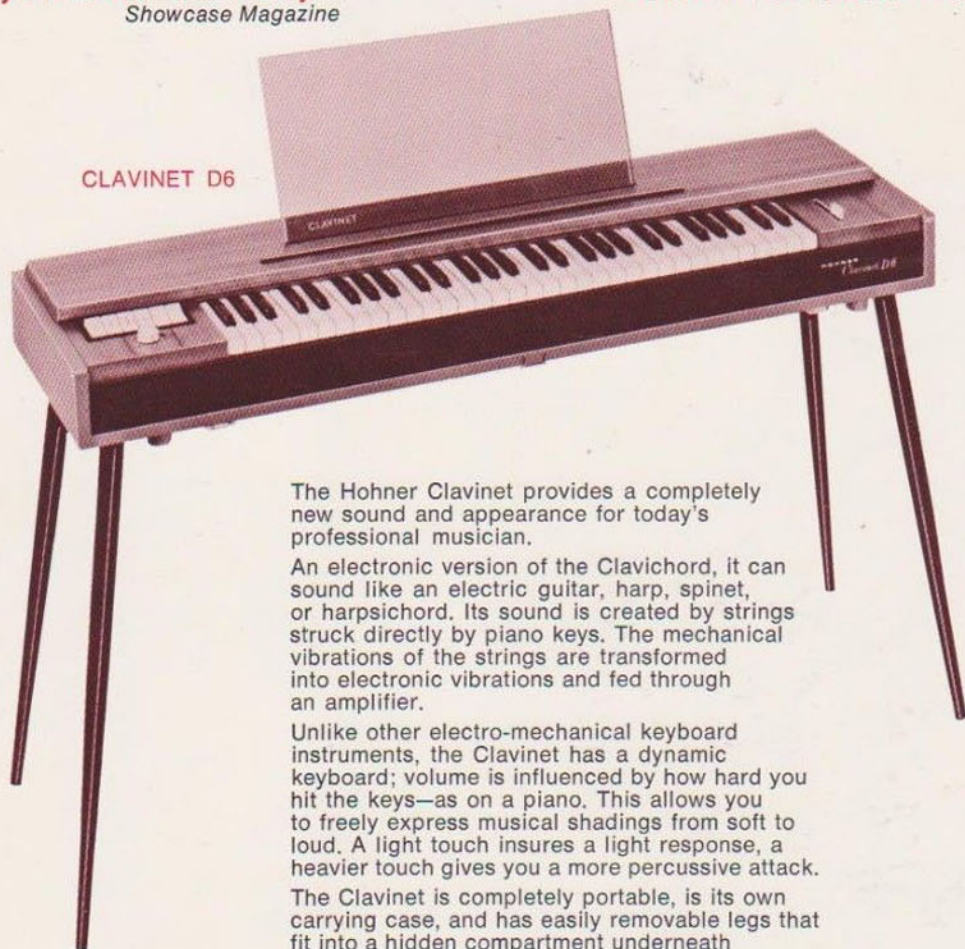 Showcase Magazine
CLAVINET D6
CLAVINET
HOHNER
Clavinet D6
The Hohner Clavinet provides a completely
new sound and appearance for today's
professional musician.
An electronic version of the Clavichord, it can
sound like an electric guitar, harp, spinet,
or harpsichord. Its sound is created by strings
struck directly by piano keys. The mechanical
vibrations of the strings are transformed
into electronic vibrations and fed through
an amplifier.
Unlike other electro-mechanical keyboard
instruments, the Clavinet has a dynamic
keyboard; volume is influenced by how hard you
hit the keys—as on a piano. This allows you
to freely express musical shadings from soft to
loud. A light touch insures a light response, a
heavier touch gives you a more percussive attack.
The Clavinet is completely portable, is its own
carrying case, and has easily removable legs that
fit into a hidden compartment underneath